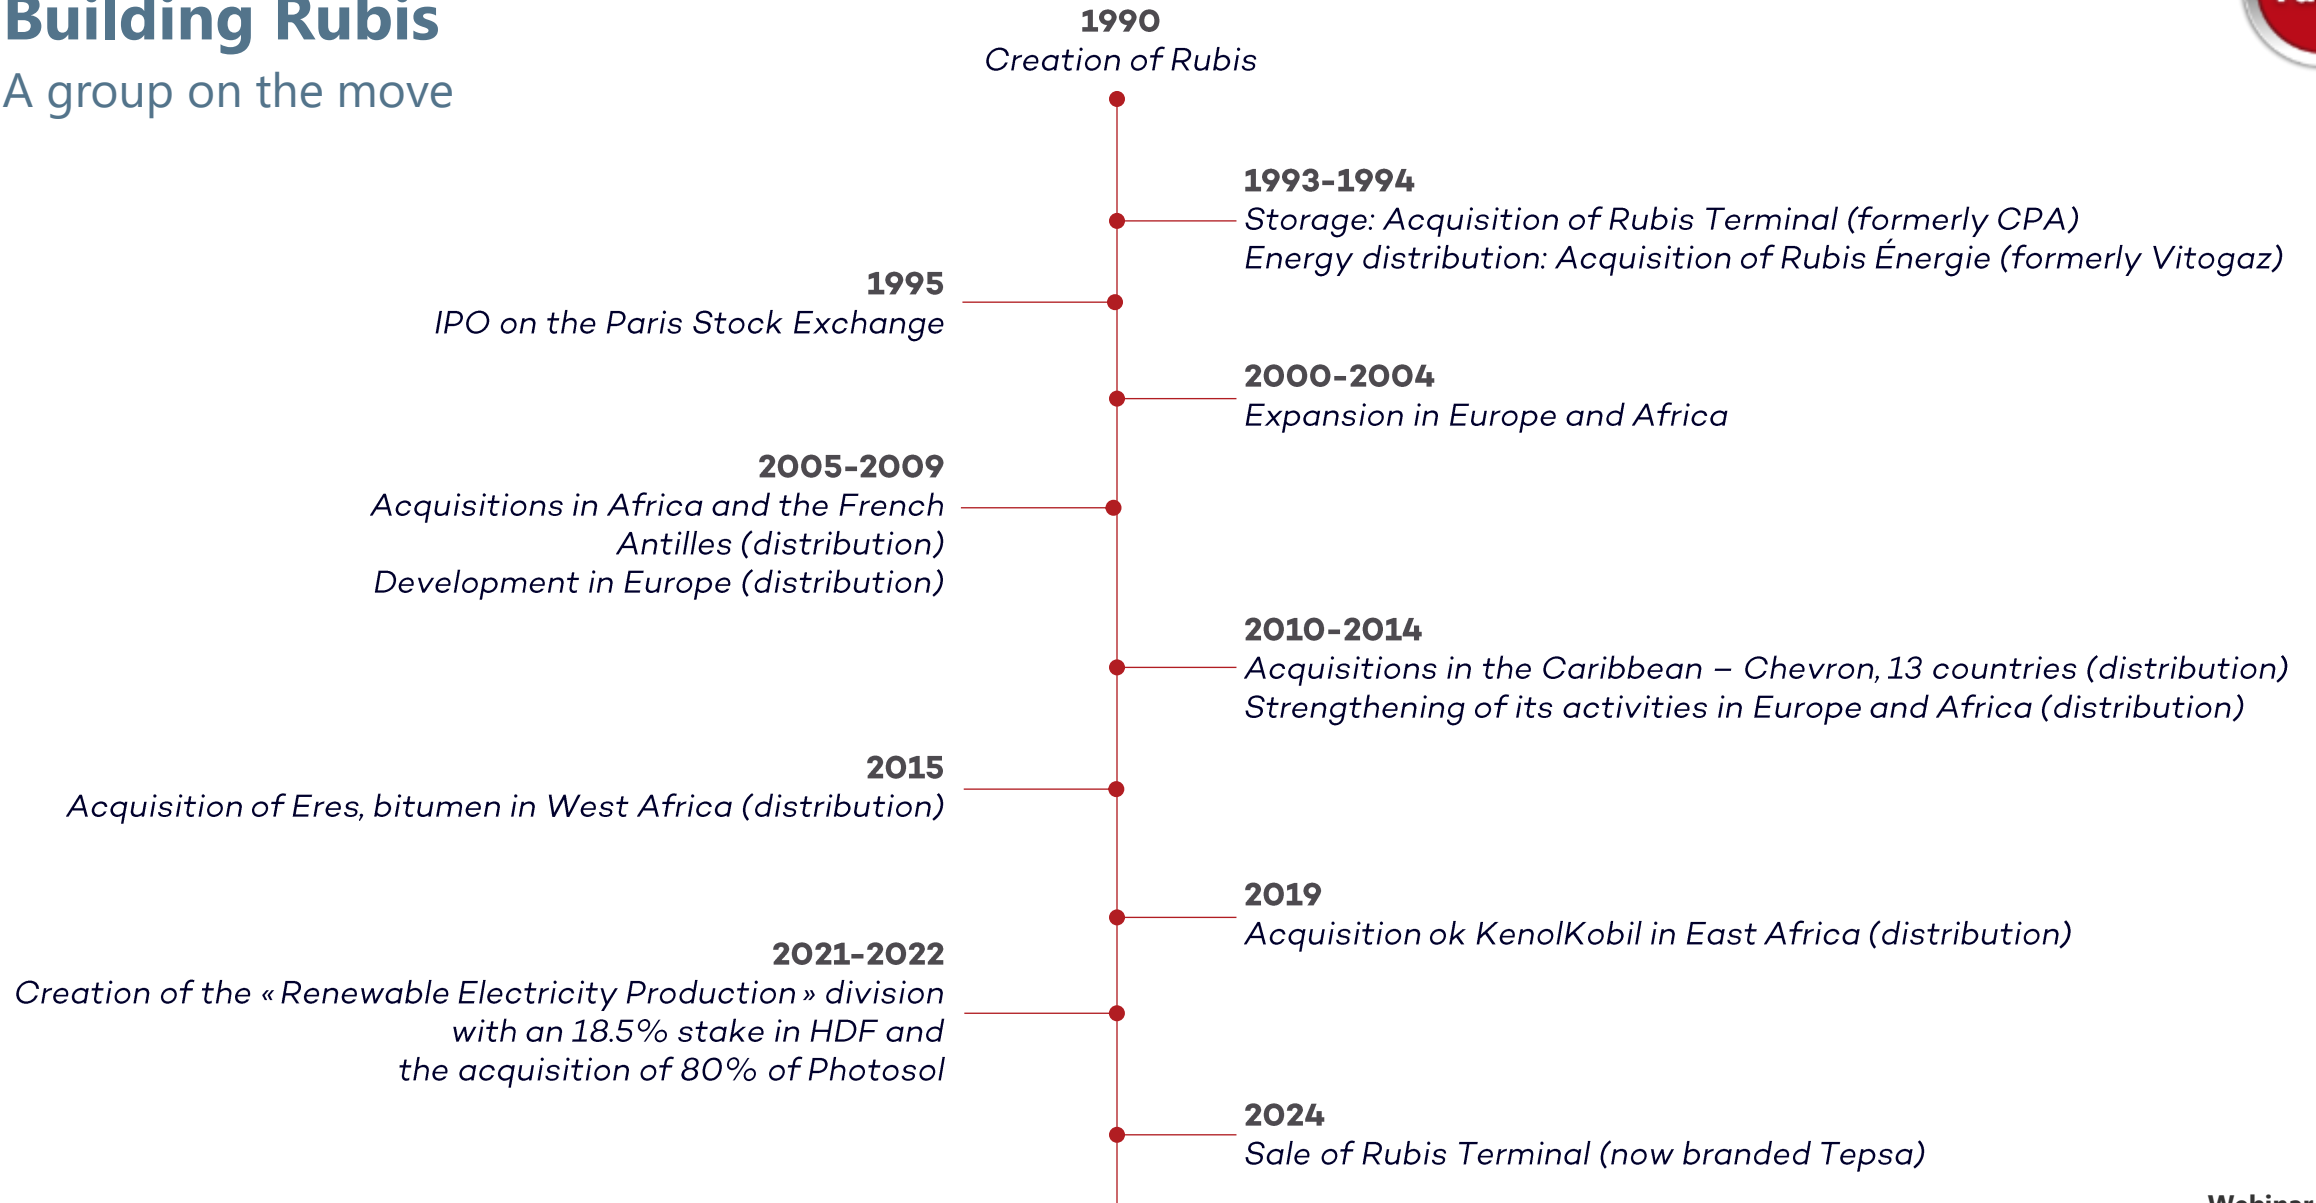 Building Rubis
A group on the move
1990
Creation of Rubis
1993-1994
Storage: Acquisition of Rubis Terminal (formerly CPA)
Energy distribution: Acquisition of Rubis Énergie (formerly Vitogaz)
1995
IPO on the Paris Stock Exchange
2000-2004
Expansion in Europe and Africa
2005-2009
Acquisitions in Africa and the French
Antilles (distribution)
Development in Europe (distribution)
2010-2014
Acquisitions in the Caribbean – Chevron, 13 countries (distribution)
Strengthening of its activities in Europe and Africa (distribution)
2015
Acquisition of Eres, bitumen in West Africa (distribution)
2019
Acquisition ok KenolKobil in East Africa (distribution)
2021-2022
Creation of the « Renewable Electricity Production » division
with an 18.5% stake in HDF and
the acquisition of 80% of Photosol
2024
Sale of Rubis Terminal (now branded Tepsa)
Webinar